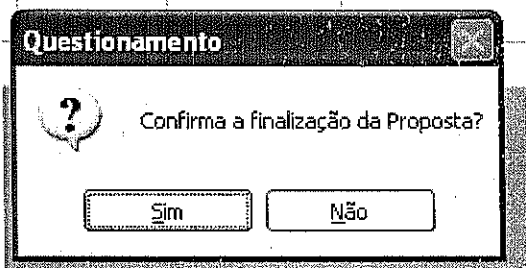 Questionamento
?
Confirma a finalização da Proposta?
Sim
Não